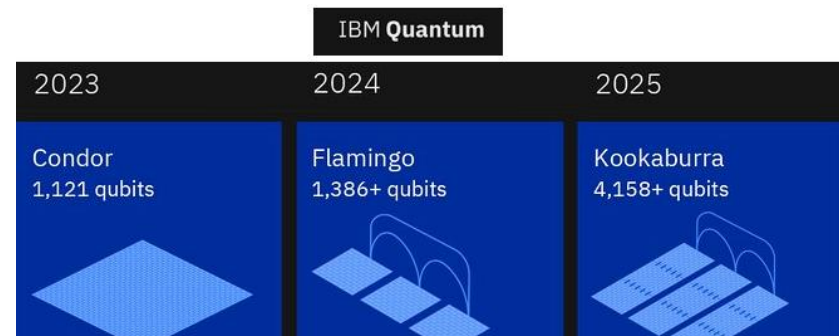 IBM Quantum
2023
2024
2025
Condor
1,121 qubits
Flamingo
1,386+ qubits
Kookaburra
4,158+ qubits